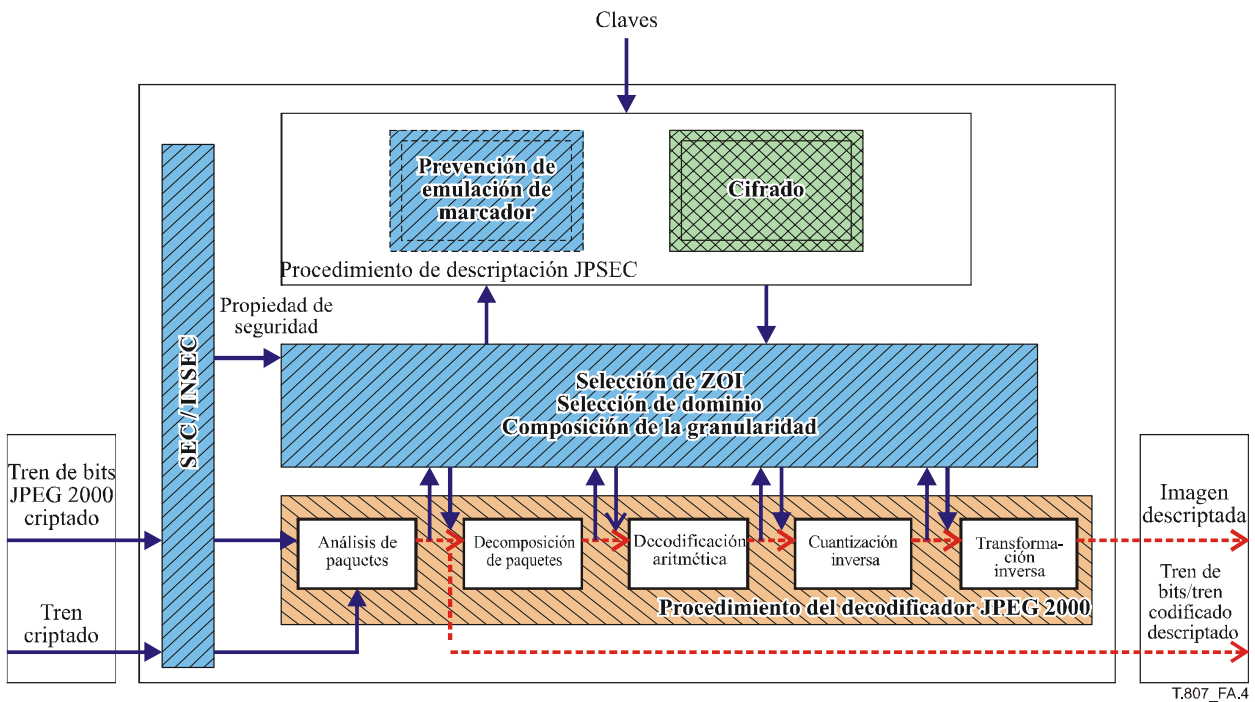 Claves
Prevención de
emulación de
marcador
Cifrado
Procedimiento de descriptación JPSEC
Propiedad de
seguridad
SEC / INSEC
Selección de ZOI
Selección de dominio
Composición de la granularidad
Tren de bits
JPEG 2000
criptado
Tren
criptado
Análisis de
paquetes
Decomposición
de paquetes
Decodificación
aritmética
Cuantización
inversa
Transforma-
ción
inversa
Procedimiento del decodificador JPEG 2000
Imagen
descriptada
Tren de
bits/tren
codificado
descriptado
T.807_FA.4